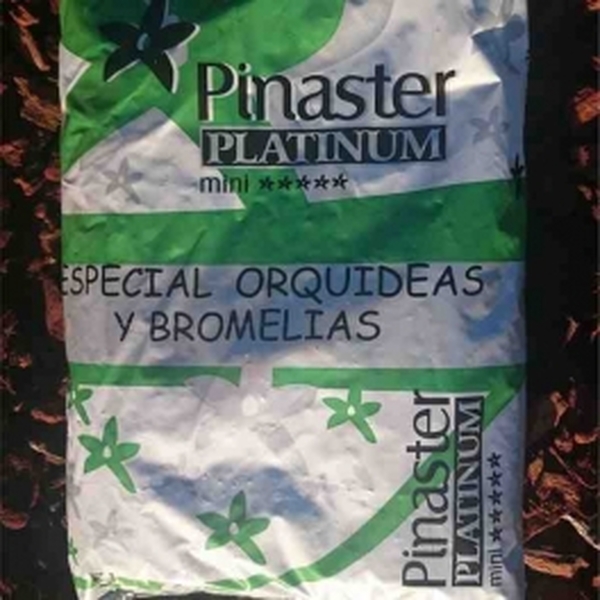 Pinaster
PLATINUM
mini *****
ESPECIAL ORQUIDEAS
Y BROMELIAS
Pinaster
PLATINUM
mini *****